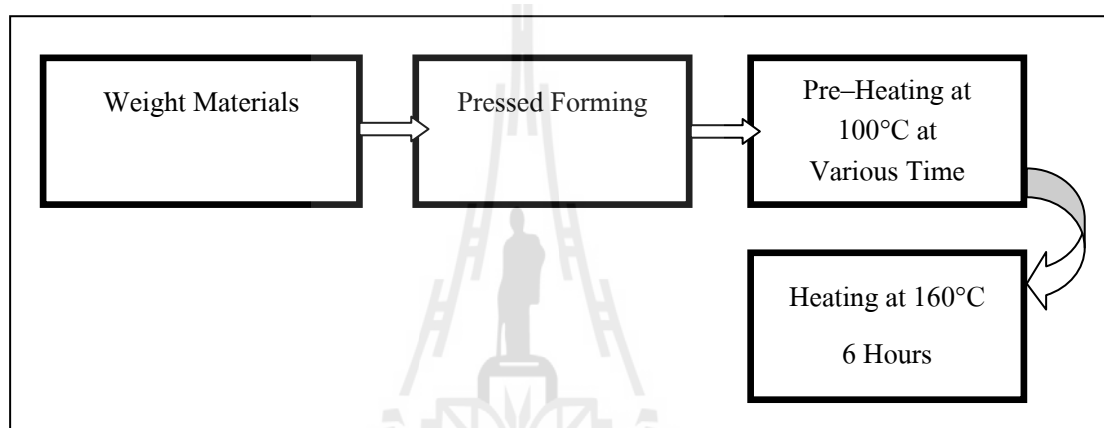 Weight Materials
Pressed Forming
Pre–Heating at
100°C at
Various Time
Heating at 160°C
6 Hours